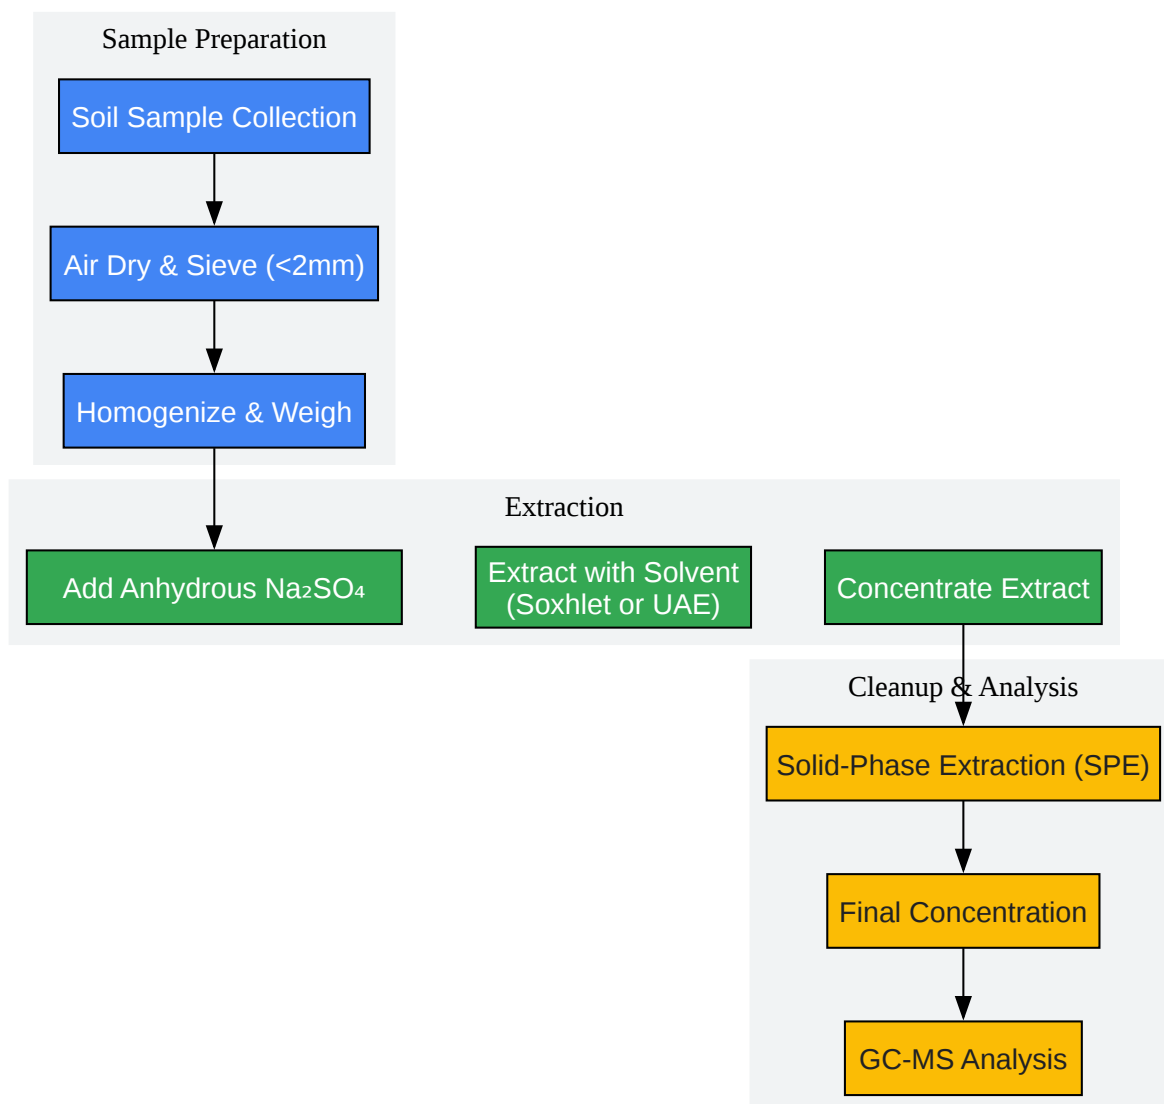 Sample Preparation
Soil Sample Collection
Air Dry & Sieve (<2mm)
Homogenize & Weigh
Extraction
Add Anhydrous Na₂SO₄
Extract with Solvent
(Soxhlet or UAE)
Concentrate Extract
Cleanup & Analysis
Solid-Phase Extraction (SPE)
Final Concentration
GC-MS Analysis